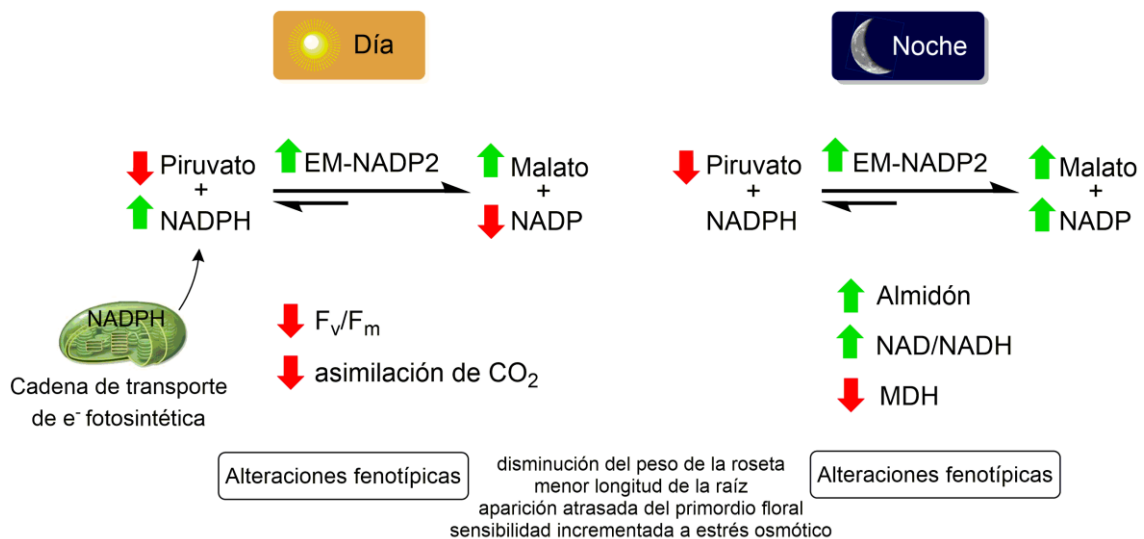 Día
Noche
Piruvato
+
NADPH
EM-NADP2
Malato
+
NADP
Piruvato
+
NADPH
EM-NADP2
Malato
+
NADP
NADPH
Cadena de transporte
de e⁻ fotosintética
Fᵥ/Fₘ
asimilación de CO₂
Almidón
NAD/NADH
MDH
Alteraciones fenotípicas
disminución del peso de la roseta
menor longitud de la raíz
aparición atrasada del primordio floral
sensibilidad incrementada a estrés osmótico
Alteraciones fenotípicas